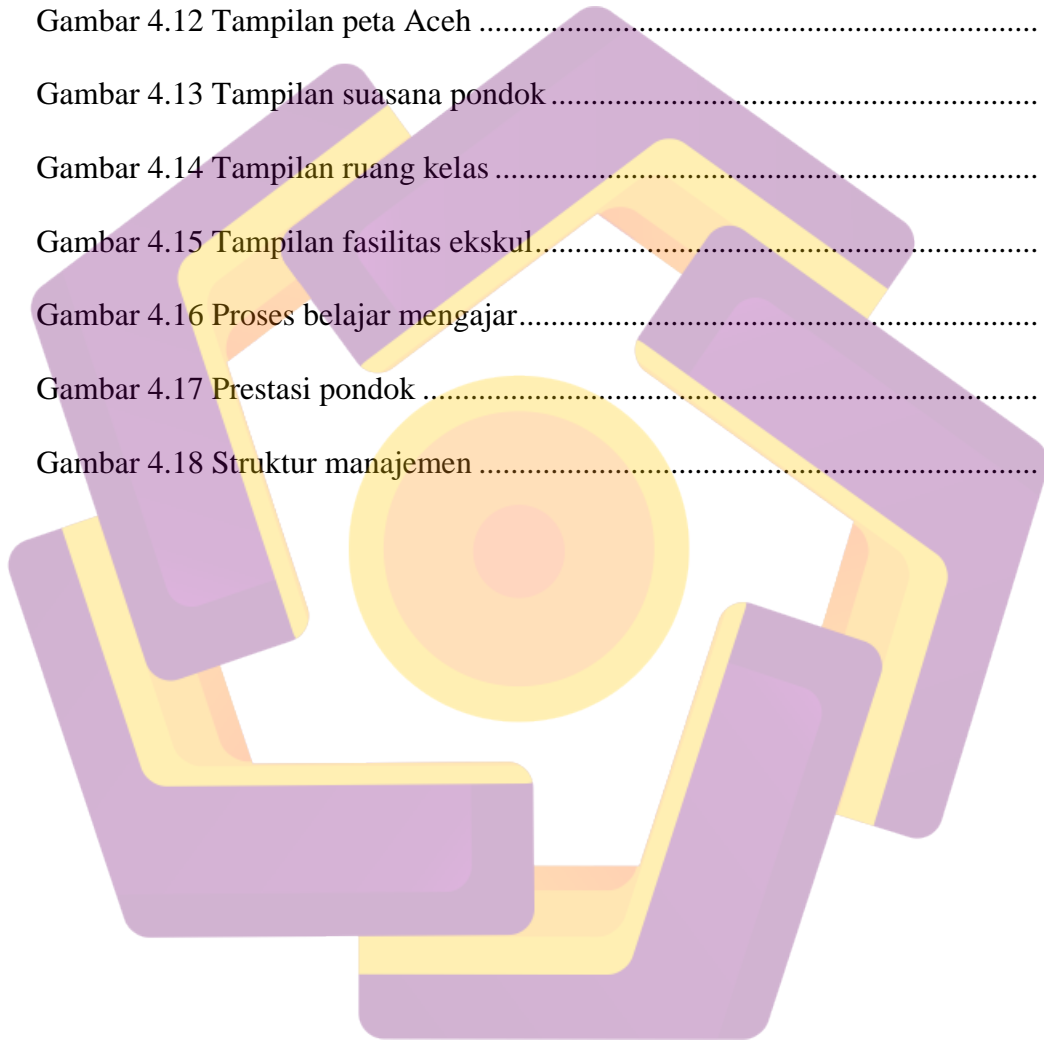 Gambar 4.12 Tampilan peta Aceh ......................................................................
Gambar 4.13 Tampilan suasana pondok .............................................................
Gambar 4.14 Tampilan ruang kelas ....................................................................
Gambar 4.15 Tampilan fasilitas ekskul ...............................................................
Gambar 4.16 Proses belajar mengajar .................................................................
Gambar 4.17 Prestasi pondok .............................................................................
Gambar 4.18 Struktur manajemen ......................................................................